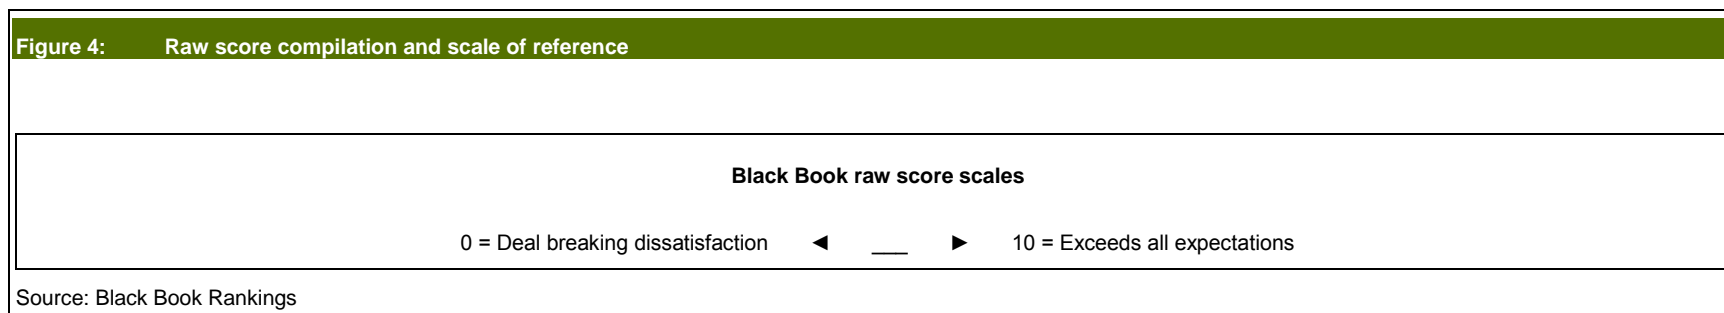 Figure 4: Raw score compilation and scale of reference
Black Book raw score scales
0 = Deal breaking dissatisfaction ◄ ___ ► 10 = Exceeds all expectations
Source: Black Book Rankings